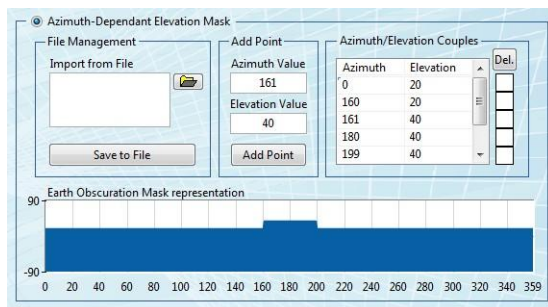 Azimuth-Dependant Elevation Mask
File Management
Import from File
Save to File
Add Point
Azimuth Value
161
Elevation Value
40
Add Point
Azimuth/Elevation Couples
Azimuth Elevation
0 20
160 20
161 40
180 40
199 40
Del.
Earth Obscuration Mask representation
90
-90
0 20 40 60 80 100 120 140 160 180 200 220 240 260 280 300 320 340 359